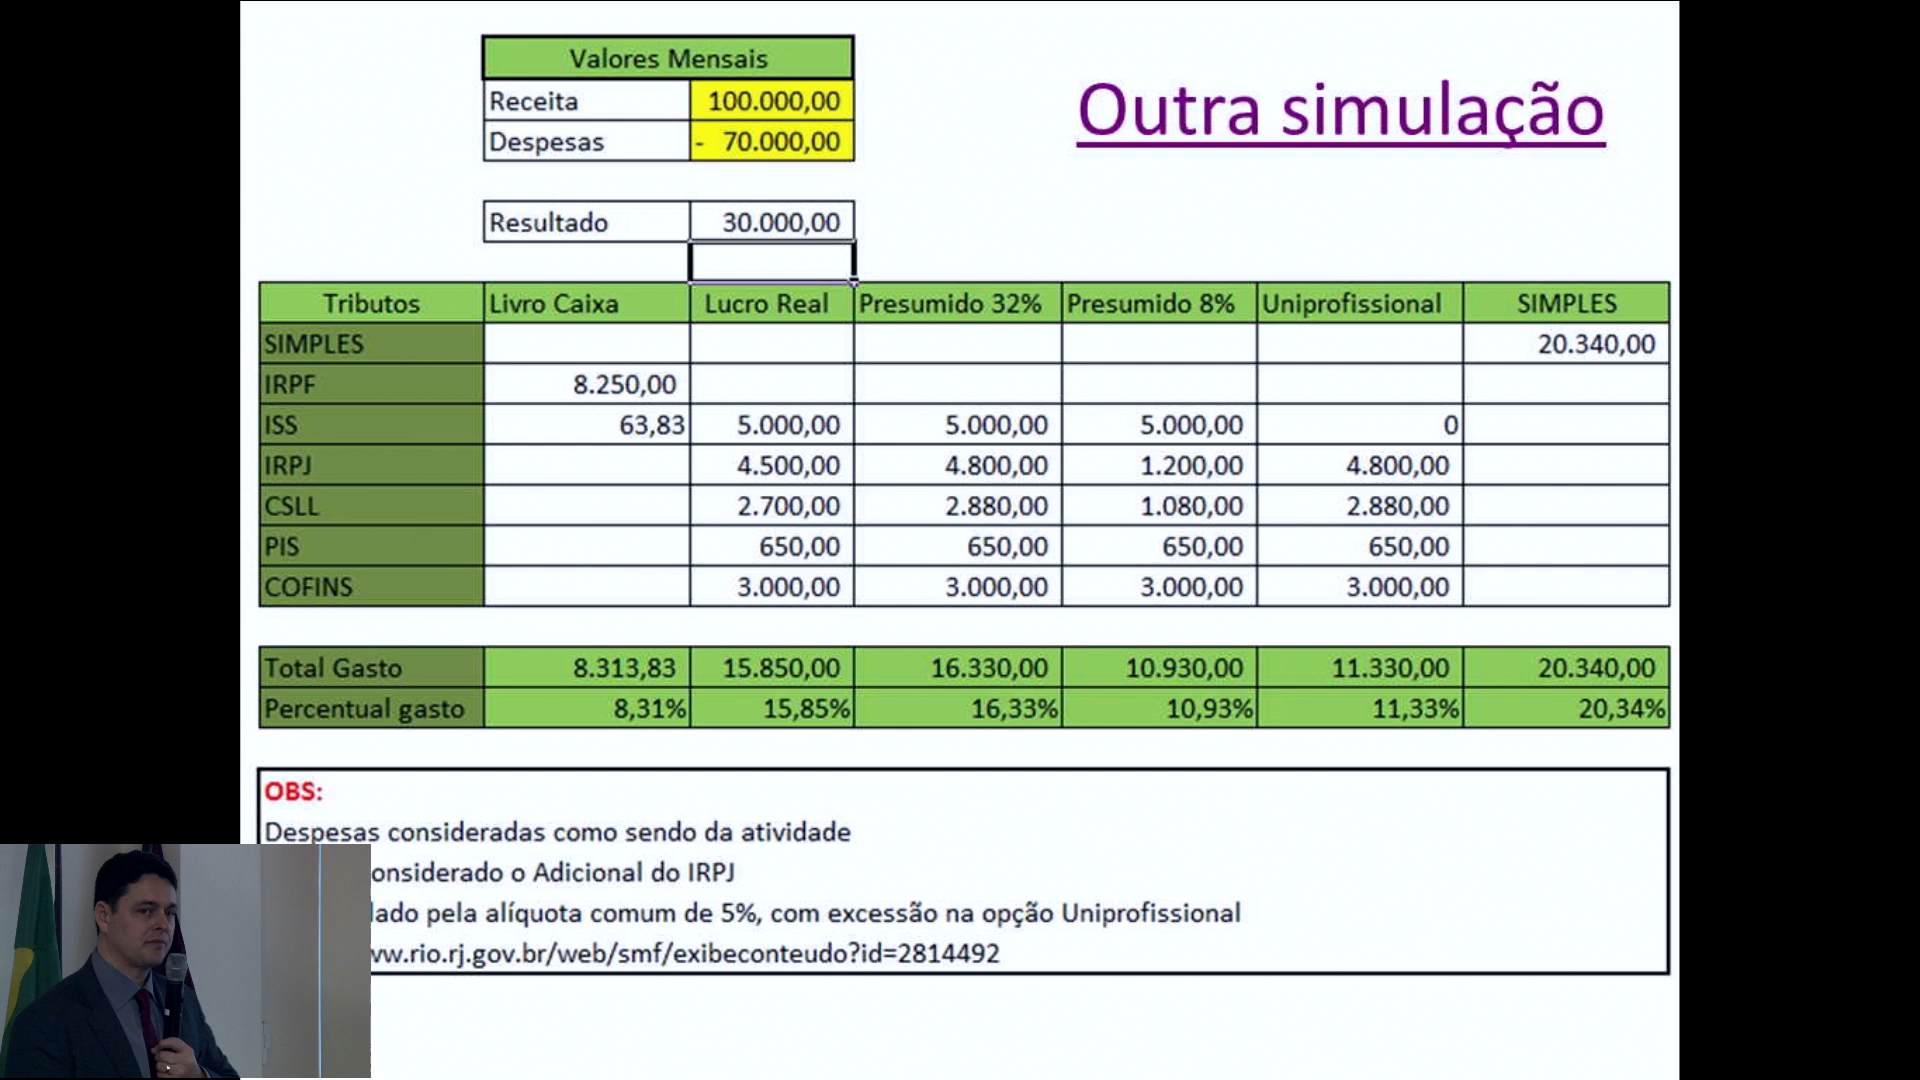 Valores Mensais
Receita 100.000,00
Despesas - 70.000,00
Outra simulação
Resultado 30.000,00
Tributos Livro Caixa Lucro Real Presumido 32% Presumido 8% Uniprofissional SIMPLES
SIMPLES 20.340,00
IRPF 8.250,00
ISS 63,83 5.000,00 5.000,00 5.000,00 0
IRPJ 4.500,00 4.800,00 1.200,00 4.800,00
CSLL 2.700,00 2.880,00 1.080,00 2.880,00
PIS 650,00 650,00 650,00 650,00
COFINS 3.000,00 3.000,00 3.000,00 3.000,00
Total Gasto 8.313,83 15.850,00 16.330,00 10.930,00 11.330,00 20.340,00
Percentual gasto 8,31% 15,85% 16,33% 10,93% 11,33% 20,34%
OBS:
Despesas consideradas como sendo da atividade
onsiderado o Adicional do IRPJ
lado pela alíquota comum de 5%, com excessão na opção Uniprofissional
w.rio.rj.gov.br/web/smf/exibeconteudo?id=2814492